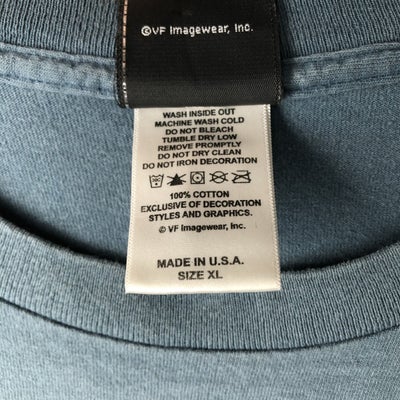 ©VF Imagewear, Inc.
WASH INSIDE OUT
MACHINE WASH COLD
DO NOT BLEACH
TUMBLE DRY LOW
REMOVE PROMPTLY
DO NOT DRY CLEAN
DO NOT IRON DECORATION
100% COTTON
EXCLUSIVE OF DECORATION
STYLES AND GRAPHICS.
© VF Imagewear, Inc.
MADE IN U.S.A.
SIZE XL